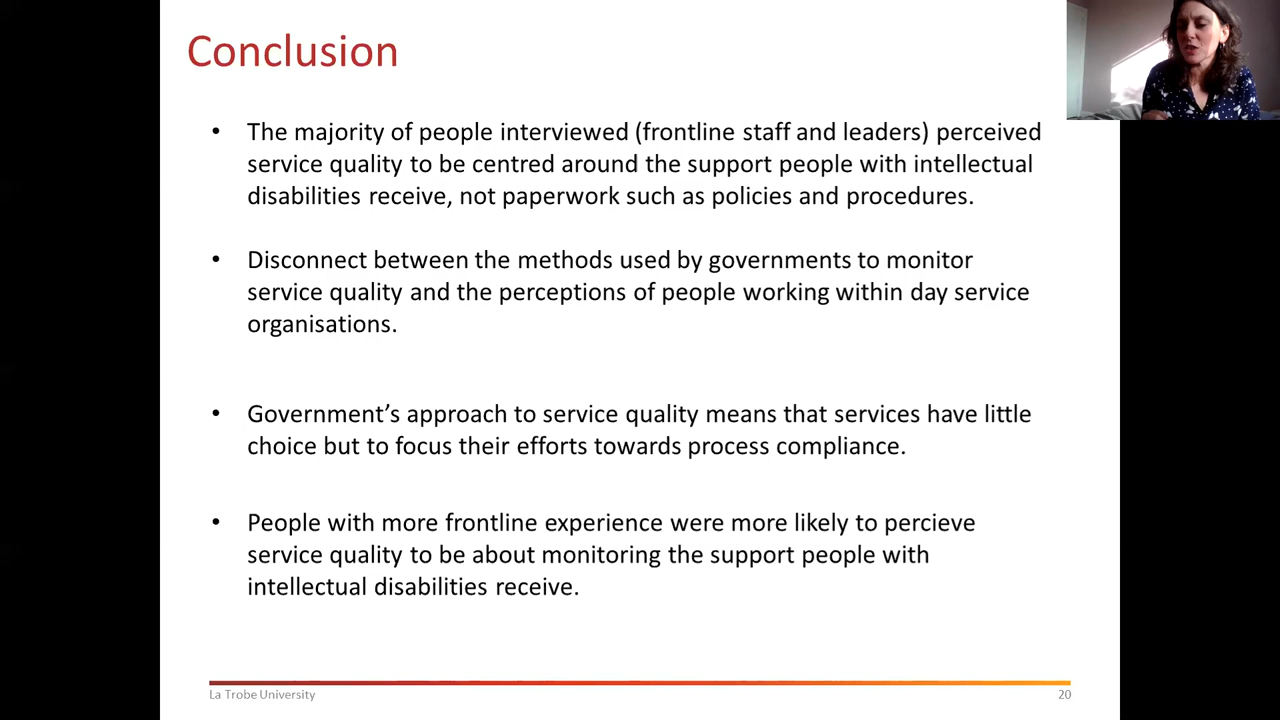 Conclusion
• The majority of people interviewed (frontline staff and leaders) perceived
service quality to be centred around the support people with intellectual
disabilities receive, not paperwork such as policies and procedures.
• Disconnect between the methods used by governments to monitor
service quality and the perceptions of people working within day service
organisations.
• Government’s approach to service quality means that services have little
choice but to focus their efforts towards process compliance.
• People with more frontline experience were more likely to percieve
service quality to be about monitoring the support people with
intellectual disabilities receive.
La Trobe University
20